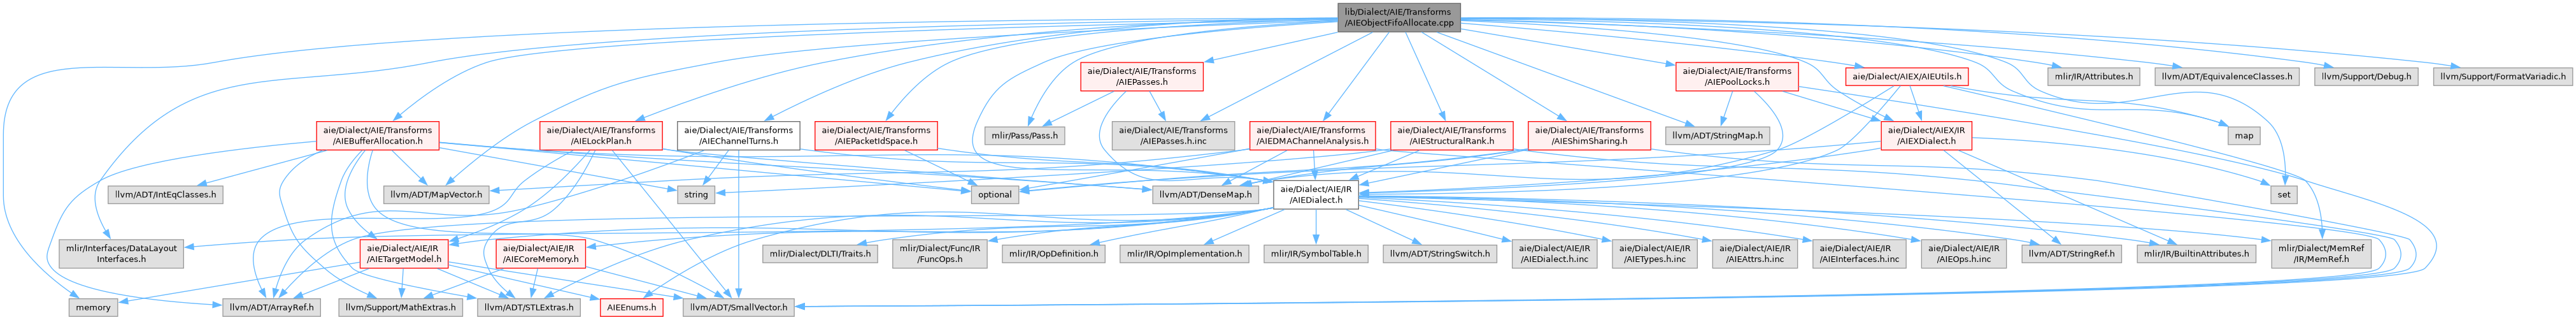 lib/Dialect/AIE/Transforms
/AIEObjectFifoAllocate.cpp
aie/Dialect/AIE/Transforms
/AIEPasses.h
aie/Dialect/AIE/Transforms
/AIEPoolLocks.h
aie/Dialect/AIEX/AIEUtils.h
mlir/IR/Attributes.h
llvm/ADT/EquivalenceClasses.h
llvm/Support/Debug.h
llvm/Support/FormatVariadic.h
aie/Dialect/AIE/Transforms
/AIEBufferAllocation.h
aie/Dialect/AIE/Transforms
/AIELockPlan.h
aie/Dialect/AIE/Transforms
/AIEChannelTurns.h
aie/Dialect/AIE/Transforms
/AIEPacketIdSpace.h
mlir/Pass/Pass.h
aie/Dialect/AIE/Transforms
/AIEPasses.h.inc
aie/Dialect/AIE/Transforms
/AIEDMAChannelAnalysis.h
aie/Dialect/AIE/Transforms
/AIEStructuralRank.h
aie/Dialect/AIE/Transforms
/AIEShimSharing.h
llvm/ADT/StringMap.h
aie/Dialect/AIEX/IR
/AIEXDialect.h
map
llvm/ADT/IntEqClasses.h
llvm/ADT/MapVector.h
string
optional
llvm/ADT/DenseMap.h
aie/Dialect/AIE/IR
/AIEDialect.h
set
mlir/Interfaces/DataLayout
Interfaces.h
aie/Dialect/AIE/IR
/AIETargetModel.h
aie/Dialect/AIE/IR
/AIECoreMemory.h
mlir/Dialect/DLTI/Traits.h
mlir/Dialect/Func/IR
/FuncOps.h
mlir/IR/OpDefinition.h
mlir/IR/OpImplementation.h
mlir/IR/SymbolTable.h
llvm/ADT/StringSwitch.h
aie/Dialect/AIE/IR
/AIEDialect.h.inc
aie/Dialect/AIE/IR
/AIETypes.h.inc
aie/Dialect/AIE/IR
/AIEAttrs.h.inc
aie/Dialect/AIE/IR
/AIEInterfaces.h.inc
aie/Dialect/AIE/IR
/AIEOps.h.inc
llvm/ADT/StringRef.h
mlir/IR/BuiltinAttributes.h
mlir/Dialect/MemRef
/IR/MemRef.h
memory
llvm/ADT/ArrayRef.h
llvm/Support/MathExtras.h
llvm/ADT/STLExtras.h
AIEEnums.h
llvm/ADT/SmallVector.h